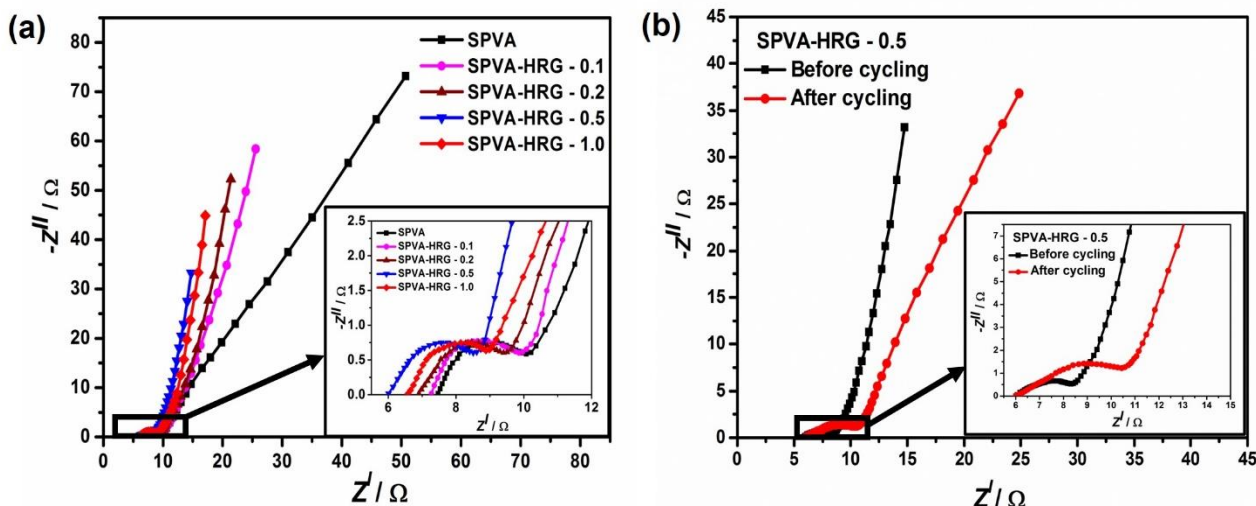 (a)
SPVA
SPVA-HRG - 0.1
SPVA-HRG - 0.2
SPVA-HRG - 0.5
SPVA-HRG - 1.0
80
70
60
50
40
30
20
10
0
-Z^II / Ω
0 10 20 30 40 50 60 70 80
Z^I / Ω
SPVA
SPVA-HRG - 0.1
SPVA-HRG - 0.2
SPVA-HRG - 0.5
SPVA-HRG - 1.0
2.5
2.0
1.5
1.0
0.5
0.0
-Z^II / Ω
6 8 10 12
Z^I / Ω
(b)
SPVA-HRG - 0.5
Before cycling
After cycling
45
40
35
30
25
20
15
10
5
0
-Z^II / Ω
0 5 10 15 20 25 30 35 40 45
Z^I / Ω
SPVA-HRG - 0.5
Before cycling
After cycling
7
6
5
4
3
2
1
0
-Z^II / Ω
5 6 7 8 9 10 11 12 13 14 15
Z^I / Ω